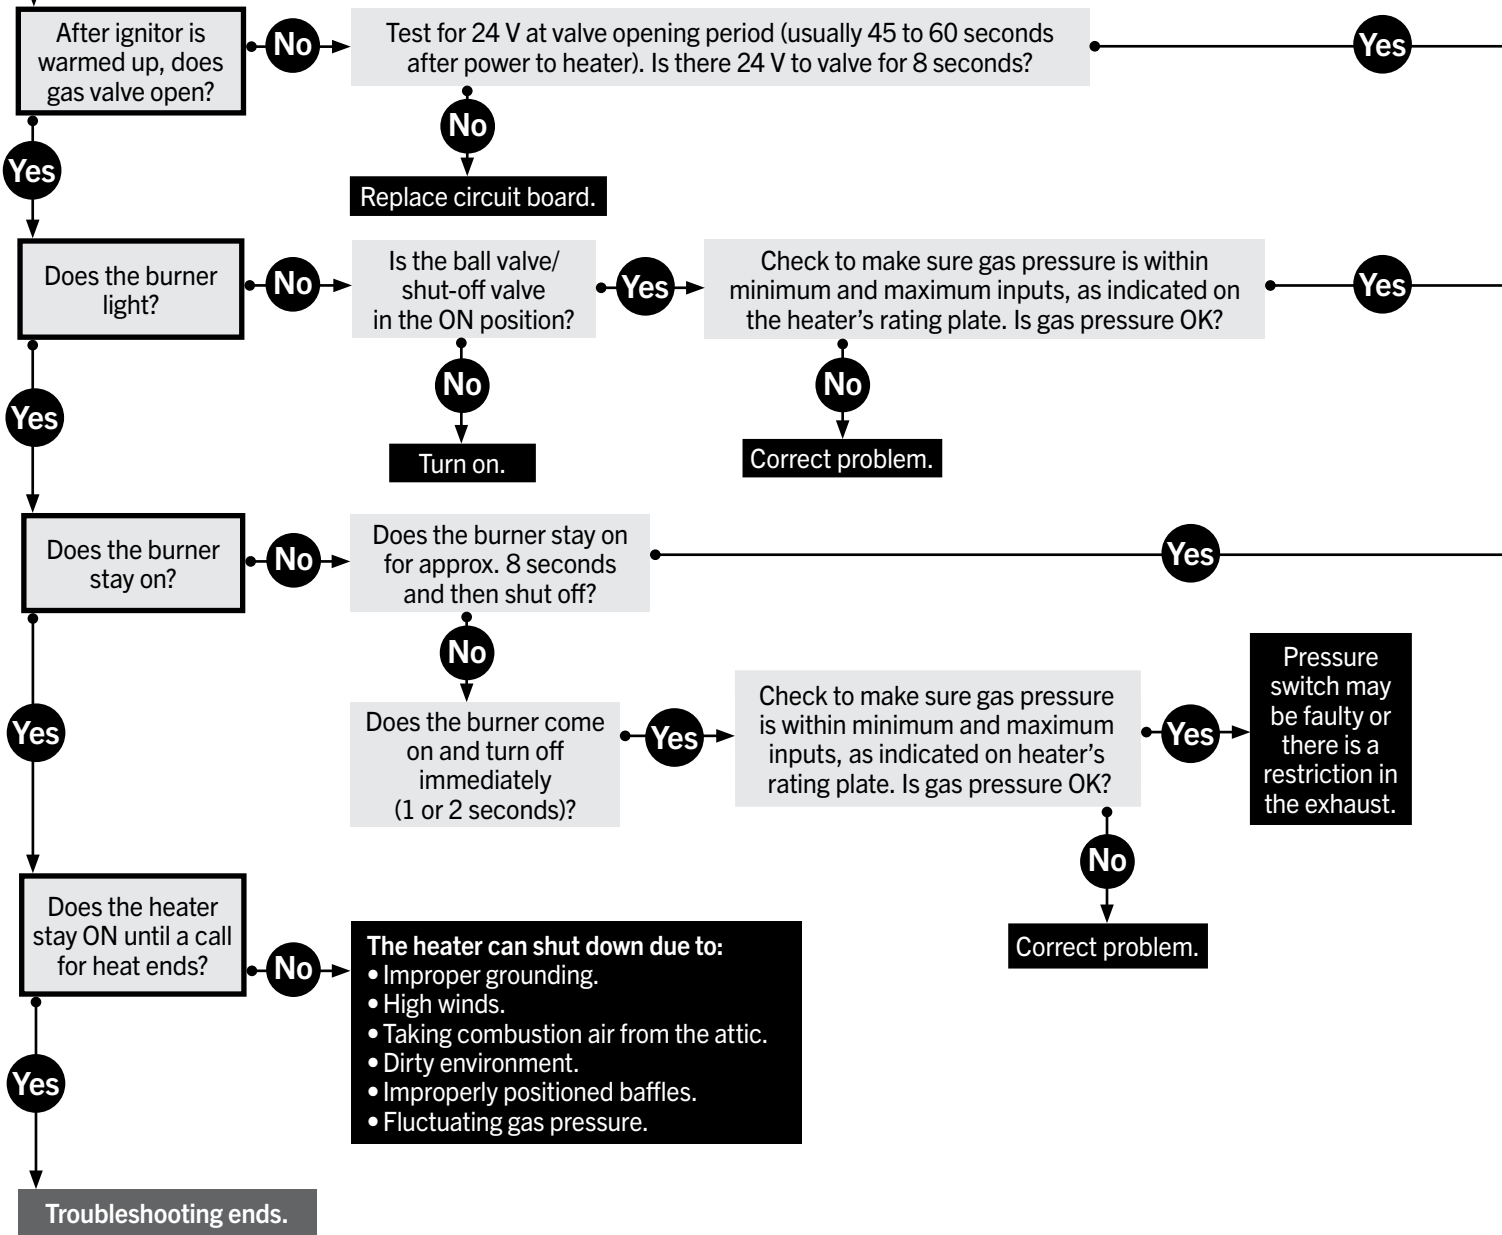 After ignitor is
warmed up, does
gas valve open?
No
Test for 24 V at valve opening period (usually 45 to 60 seconds
after power to heater). Is there 24 V to valve for 8 seconds?
Yes
No
Replace circuit board.
Yes
Does the burner
light?
No
Is the ball valve/
shut-off valve
in the ON position?
Yes
Check to make sure gas pressure is within
minimum and maximum inputs, as indicated on
the heater’s rating plate. Is gas pressure OK?
Yes
No
Turn on.
No
Correct problem.
Yes
Does the burner
stay on?
No
Does the burner stay on
for approx. 8 seconds
and then shut off?
Yes
No
Does the burner come
on and turn off
immediately
(1 or 2 seconds)?
Yes
Check to make sure gas pressure
is within minimum and maximum
inputs, as indicated on heater’s
rating plate. Is gas pressure OK?
Yes
Pressure
switch may
be faulty or
there is a
restriction in
the exhaust.
No
Correct problem.
Yes
Does the heater
stay ON until a call
for heat ends?
No
The heater can shut down due to:
• Improper grounding.
• High winds.
• Taking combustion air from the attic.
• Dirty environment.
• Improperly positioned baffles.
• Fluctuating gas pressure.
Yes
Troubleshooting ends.